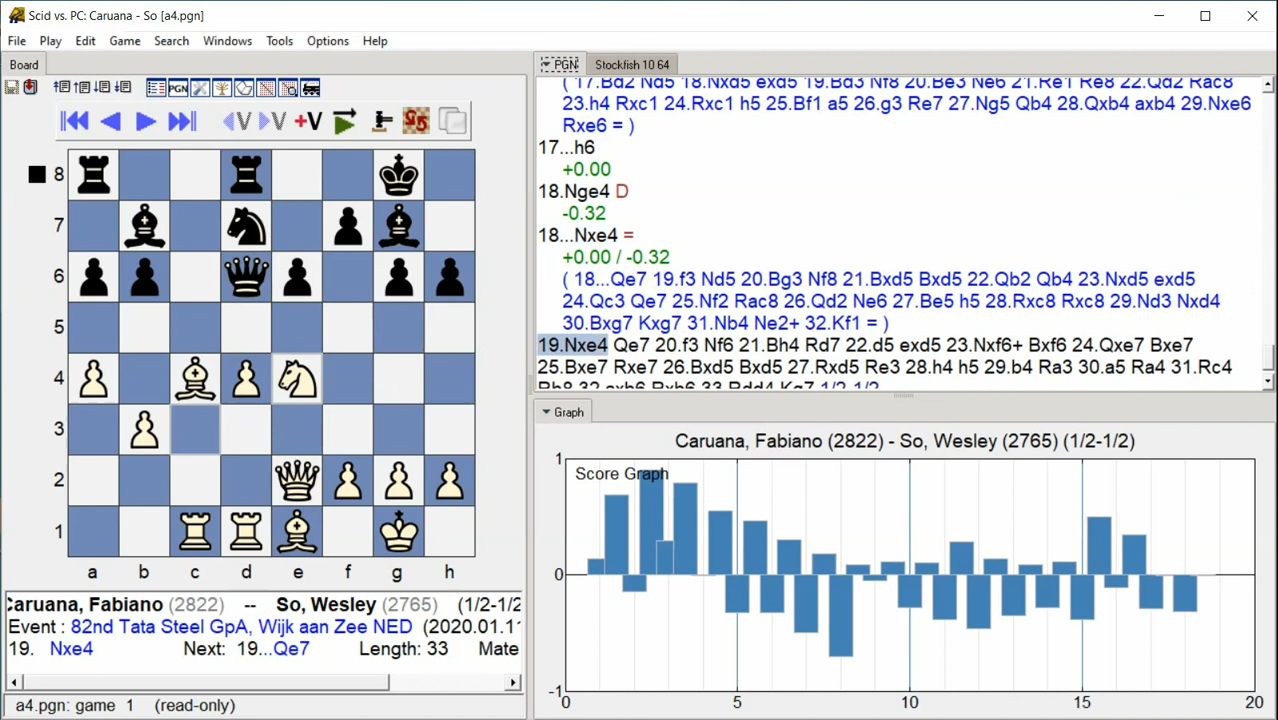 Scid vs. PC: Caruana - So [a4.pgn]
File Play Edit Game Search Windows Tools Options Help
Board
PGN
Stockfish 10 64
PGN
V V +V
8
7
6
5
4
3
2
1
a b c d e f g h
Caruana, Fabiano (2822) -- So, Wesley (2765) (1/2-1/2
Event : 82nd Tata Steel GpA, Wijk aan Zee NED (2020.01.11
19. Nxe4 Next: 19...Qe7 Length: 33 Mate
a4.pgn: game 1 (read-only)
( 17.Bd2 Nd5 18.Nxd5 exd5 19.Bd3 Nf8 20.Be3 Ne6 21.Re1 Re8 22.Qd2 Rac8
23.h4 Rxc1 24.Rxc1 h5 25.Bf1 a5 26.g3 Re7 27.Ng5 Qb4 28.Qxb4 axb4 29.Nxe6
Rxe6 = )
17...h6
+0.00
18.Nge4 D
-0.32
18...Nxe4 =
+0.00 / -0.32
( 18...Qe7 19.f3 Nd5 20.Bg3 Nf8 21.Bxd5 Bxd5 22.Qb2 Qb4 23.Nxd5 exd5
24.Qc3 Qe7 25.Nf2 Rac8 26.Qd2 Ne6 27.Be5 h5 28.Rxc8 Rxc8 29.Nd3 Nxd4
30.Bxg7 Kxg7 31.Nb4 Ne2+ 32.Kf1 = )
19.Nxe4 Qe7 20.f3 Nf6 21.Bh4 Rd7 22.d5 exd5 23.Nxf6+ Bxf6 24.Qxe7 Bxe7
25.Bxe7 Rxe7 26.Bxd5 Bxd5 27.Rxd5 Re3 28.h4 h5 29.b4 Ra3 30.a5 Ra4 31.Rc4
33.Rdd4 Kg7 1/2-1/2
Graph
Caruana, Fabiano (2822) - So, Wesley (2765) (1/2-1/2)
Score Graph
1
0
-1
0 5 10 15 20